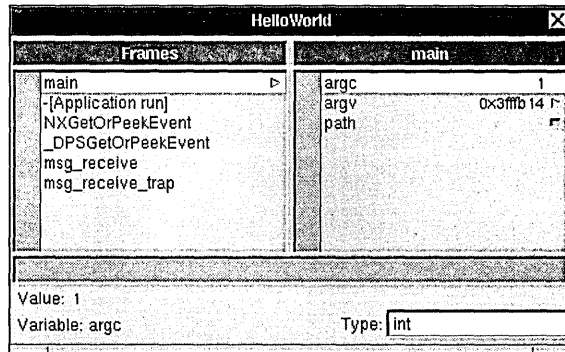 HelloWorld
Frames
main
main
-[Application run]
NXGetOrPeekEvent
_DPSGetOrPeekEvent
msg_receive
msg_receive_trap
argc 1
argv 0x3fffb14
path
Value: 1
Variable: argc
Type: int